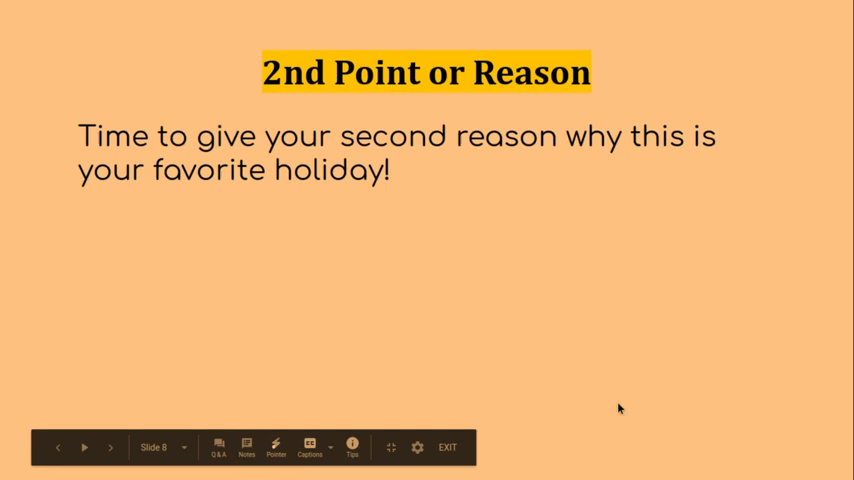 2nd Point or Reason
Time to give your second reason why this is
your favorite holiday!
Slide 8
Q & A
Notes
Pointer
CC
Captions
Tips
EXIT